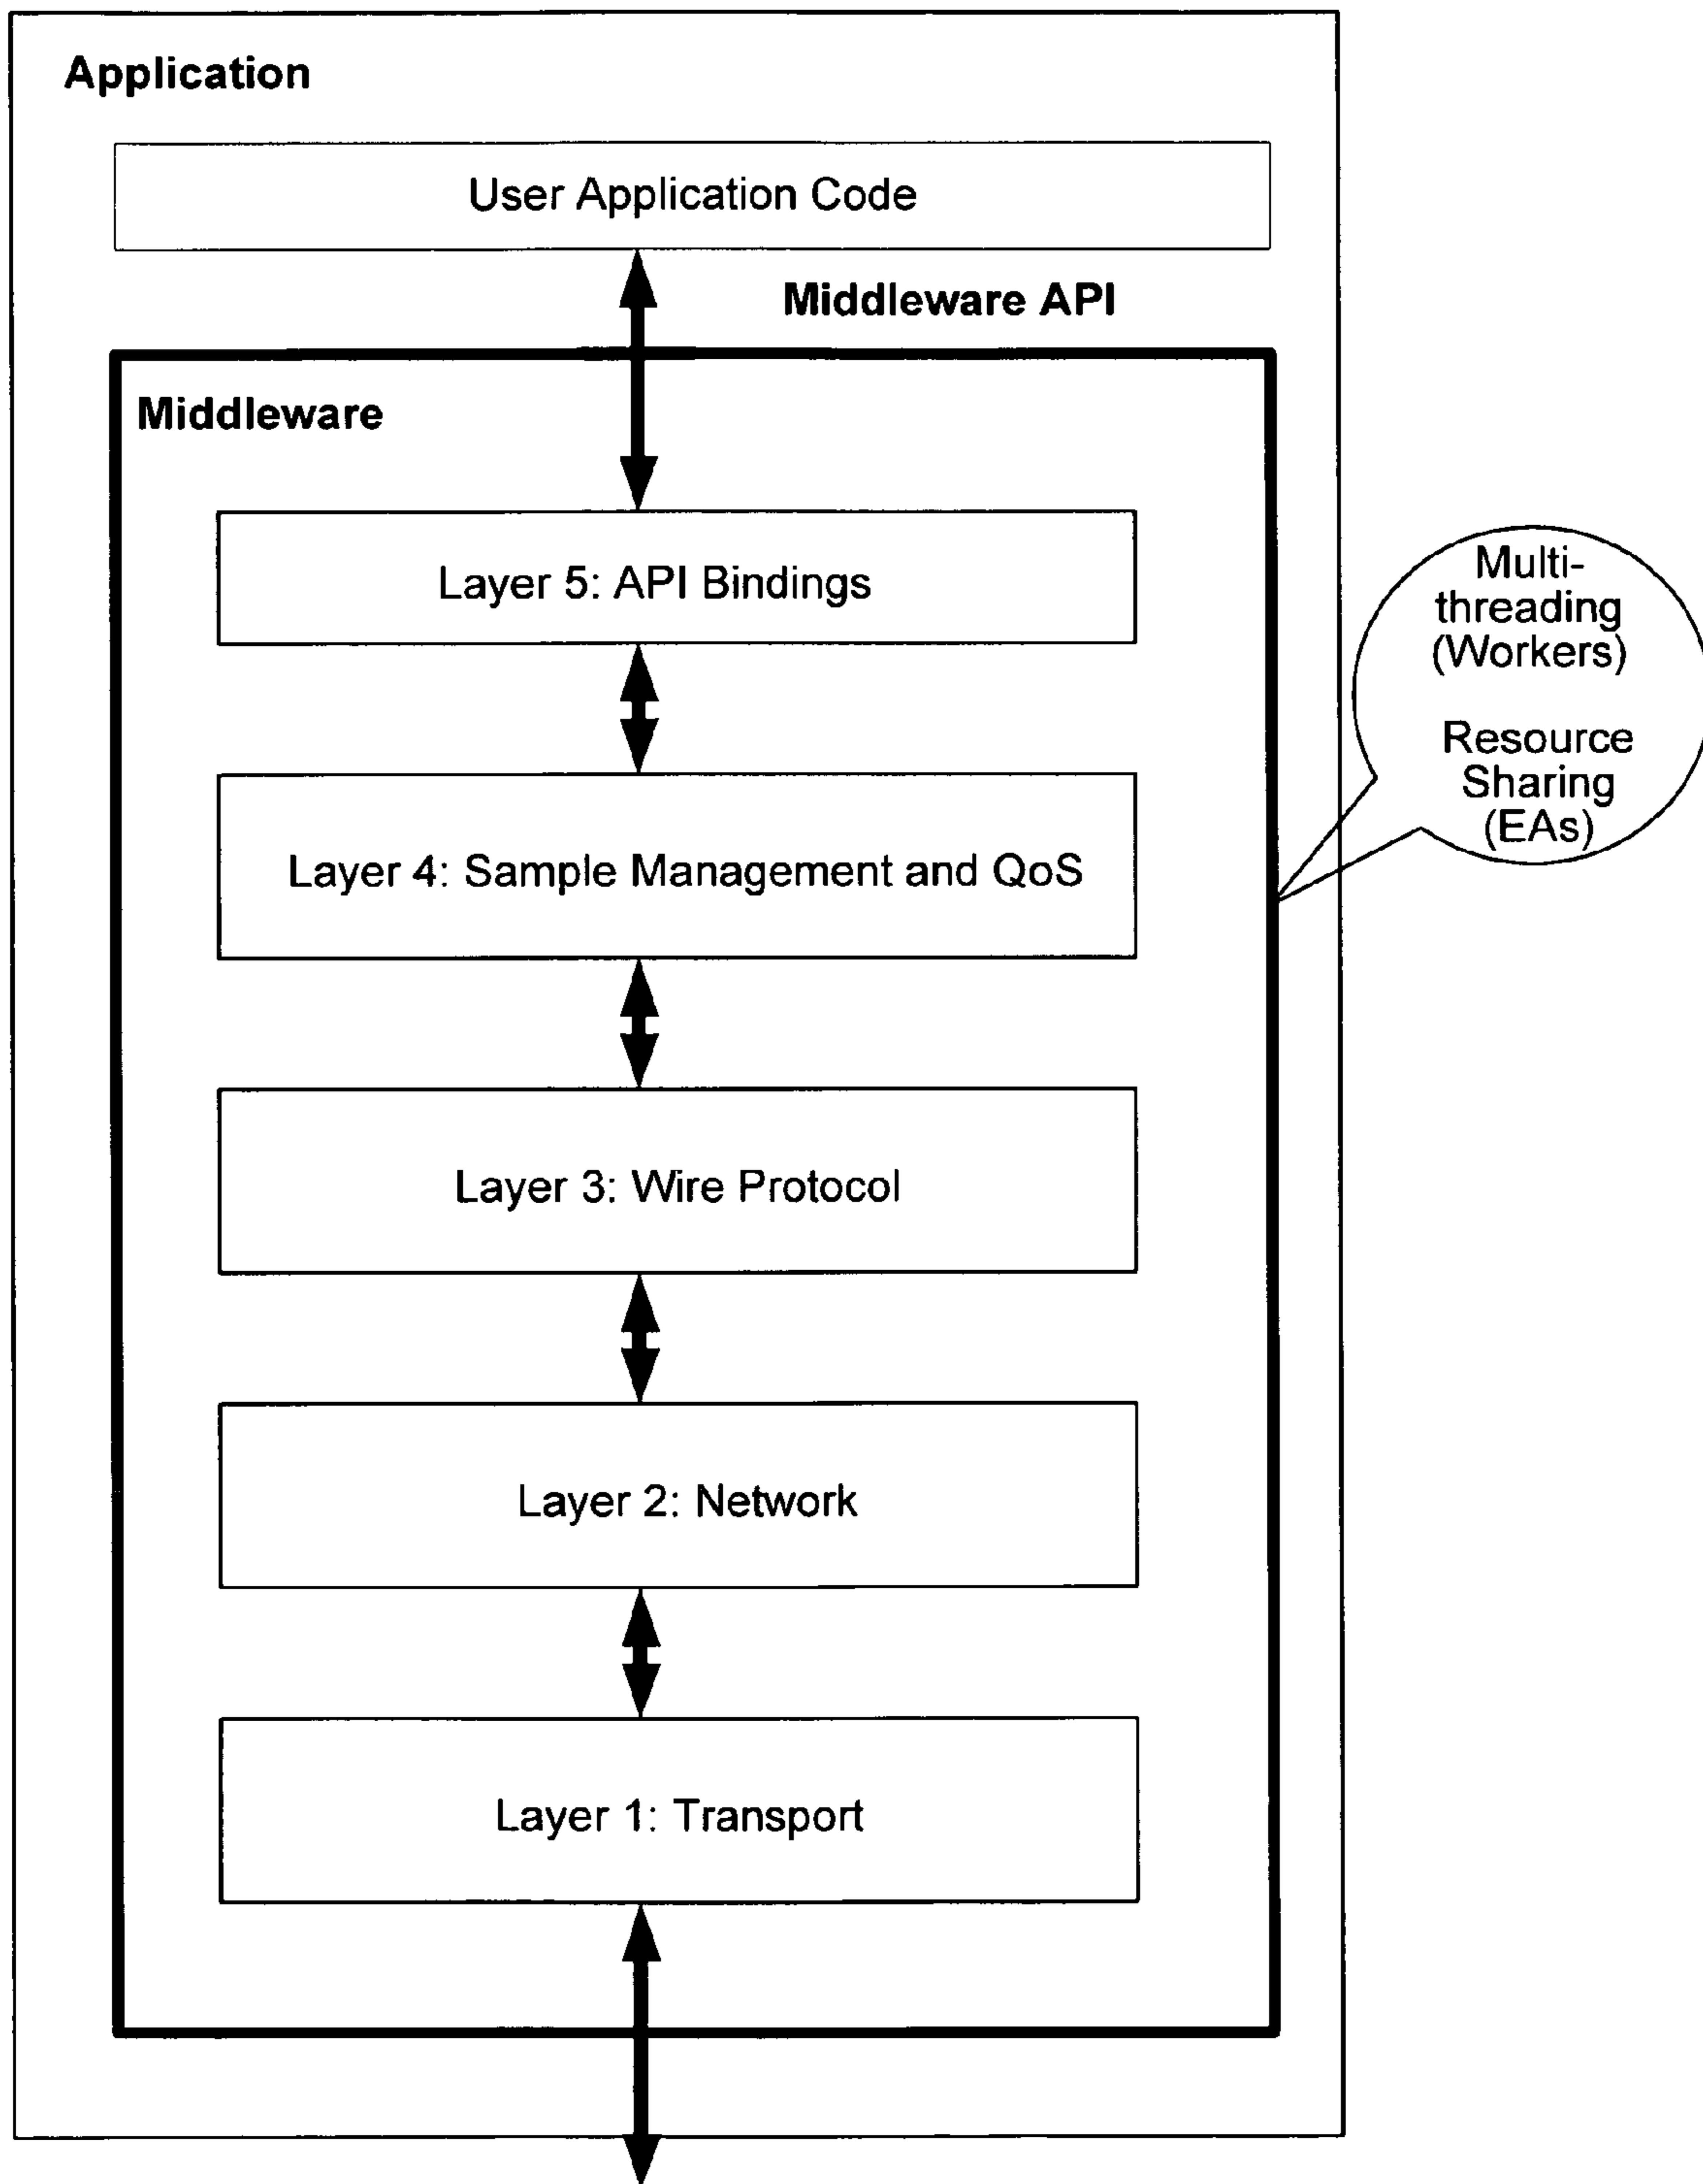 Application
User Application Code
Middleware API
Middleware
Layer 5: API Bindings
Multi-
threading
(Workers)
Resource
Sharing
(EAs)
Layer 4: Sample Management and QoS
Layer 3: Wire Protocol
Layer 2: Network
Layer 1: Transport